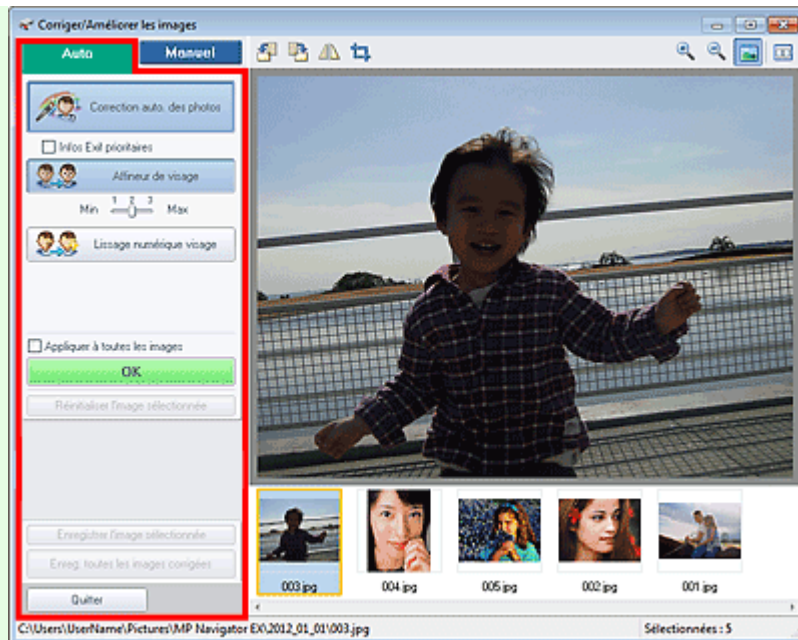 Corriger/Améliorer les images
Auto
Manuel
Correction auto. des photos
Infos Exif prioritaires
Affineur de visage
1 2 3
Min Max
Lissage numérique visage
Appliquer à toutes les images
OK
Réinitialiser l'image sélectionnée
Enregistrer l'image sélectionnée
Enreg. toutes les images corrigées
Quitter
003.jpg
004.jpg
005.jpg
002.jpg
001.jpg
C:\Users\UserName\Pictures\MP Navigator EX\2012_01_01\003.jpg
Sélectionnées : 5